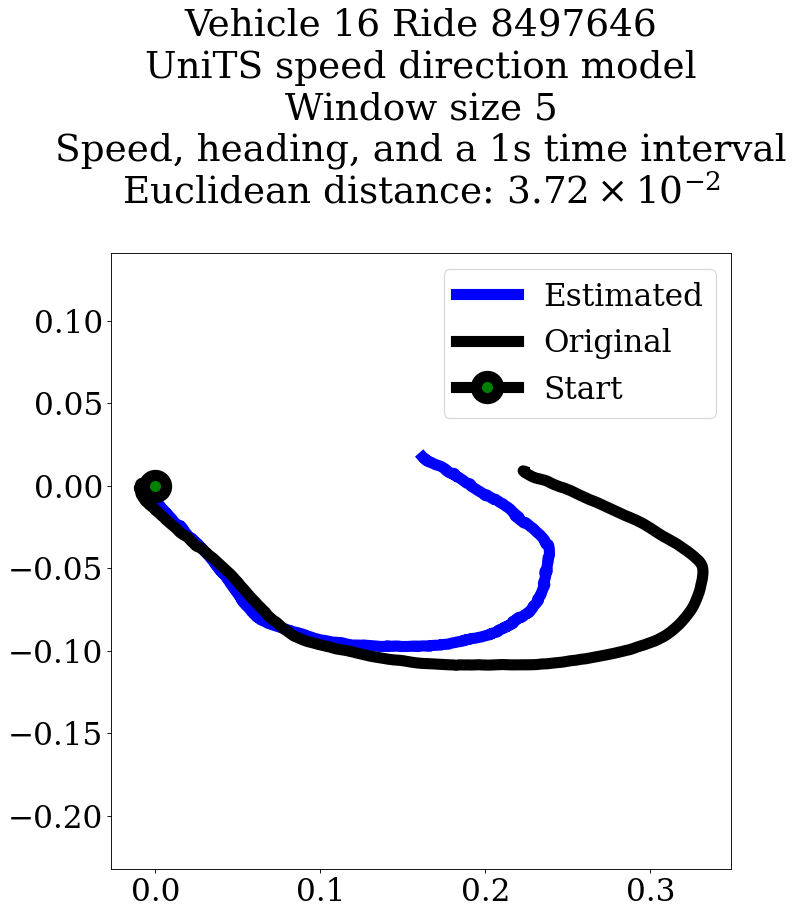 Vehicle 16 Ride 8497646
UniTS speed direction model
Window size 5
Speed, heading, and a 1s time interval
Euclidean distance: 3.72 × 10⁻²
Estimated
Original
Start
0.10
0.05
0.00
−0.05
−0.10
−0.15
−0.20
0.0 0.1 0.2 0.3